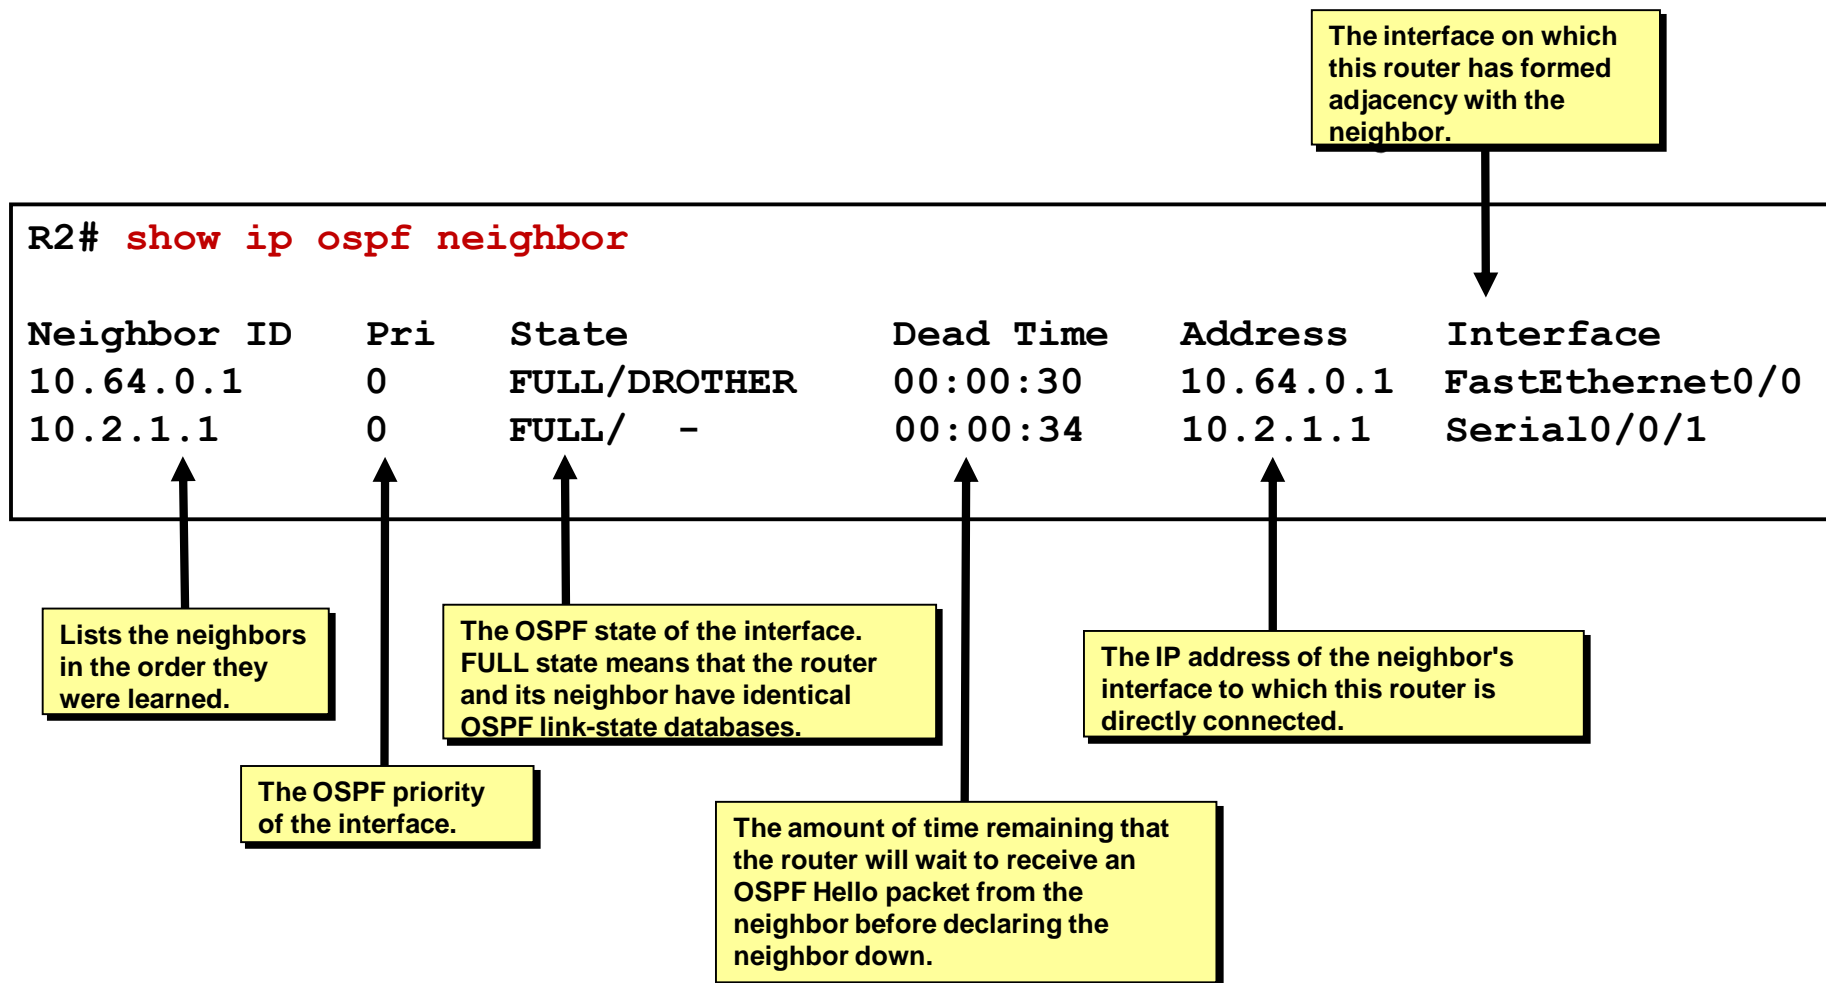 The interface on which
this router has formed
adjacency with the
neighbor.
R2# show ip ospf neighbor
Neighbor ID Pri State Dead Time Address Interface
10.64.0.1 0 FULL/DROTHER 00:00:30 10.64.0.1 FastEthernet0/0
10.2.1.1 0 FULL/ - 00:00:34 10.2.1.1 Serial0/0/1
Lists the neighbors
in the order they
were learned.
The OSPF state of the interface.
FULL state means that the router
and its neighbor have identical
OSPF link-state databases.
The IP address of the neighbor's
interface to which this router is
directly connected.
The OSPF priority
of the interface.
The amount of time remaining that
the router will wait to receive an
OSPF Hello packet from the
neighbor before declaring the
neighbor down.